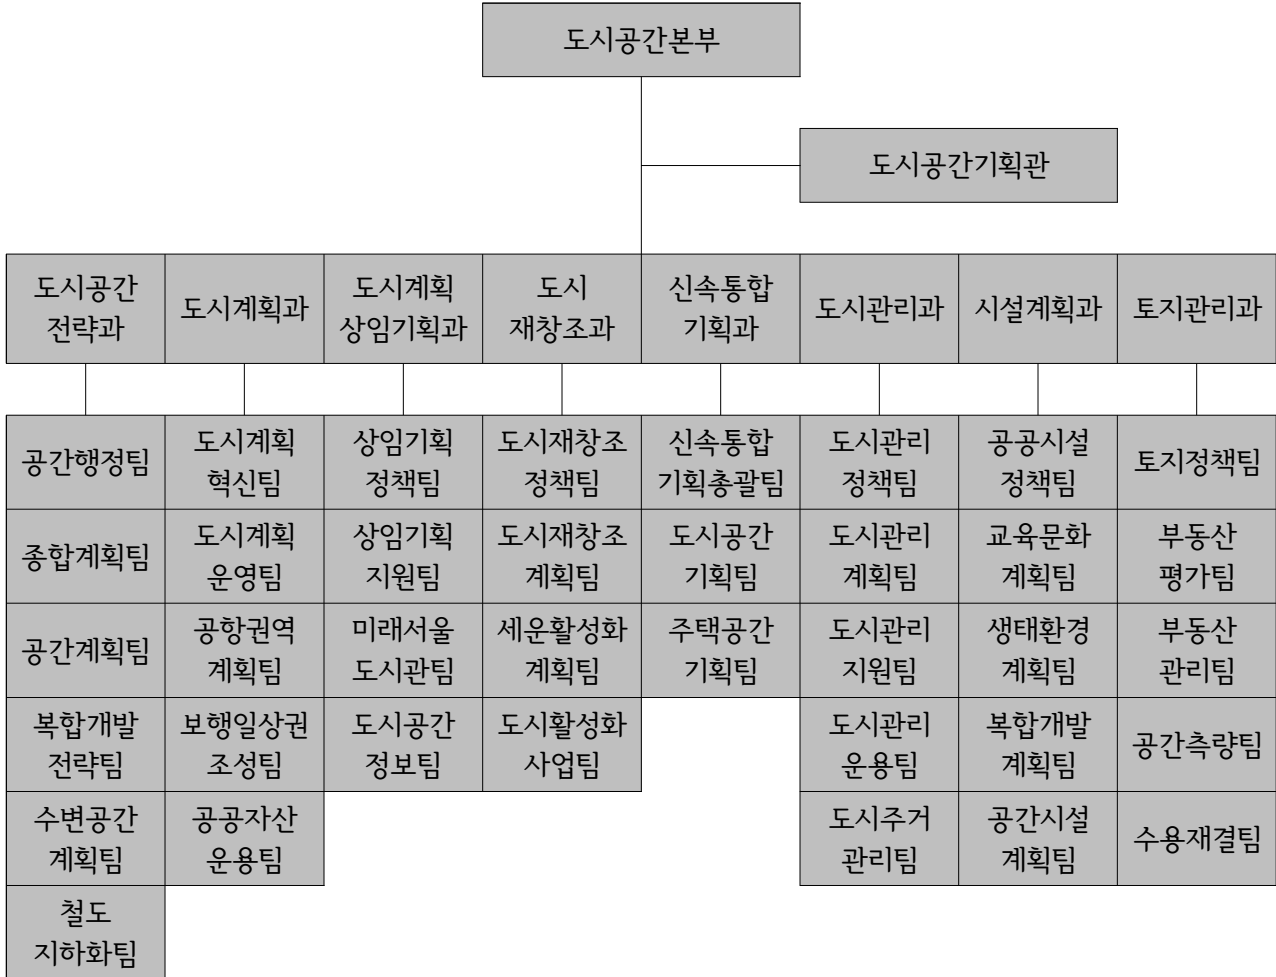 도시공간본부
도시공간기획관
도시공간
전략과
도시계획과
도시계획
상임기획과
도시
재창조과
신속통합
기획과
도시관리과
시설계획과
토지관리과
공간행정팀
도시계획
혁신팀
상임기획
정책팀
도시재창조
정책팀
신속통합
기획총괄팀
도시관리
정책팀
공공시설
정책팀
토지정책팀
종합계획팀
도시계획
운영팀
상임기획
지원팀
도시재창조
계획팀
도시공간
기획팀
도시관리
계획팀
교육문화
계획팀
부동산
평가팀
공간계획팀
공항권역
계획팀
미래서울
도시관팀
세운활성화
계획팀
주택공간
기획팀
도시관리
지원팀
생태환경
계획팀
부동산
관리팀
복합개발
전략팀
보행일상권
조성팀
도시공간
정보팀
도시활성화
사업팀
도시관리
운용팀
복합개발
계획팀
공간측량팀
수변공간
계획팀
공공자산
운용팀
도시주거
관리팀
공간시설
계획팀
수용재결팀
철도
지하화팀